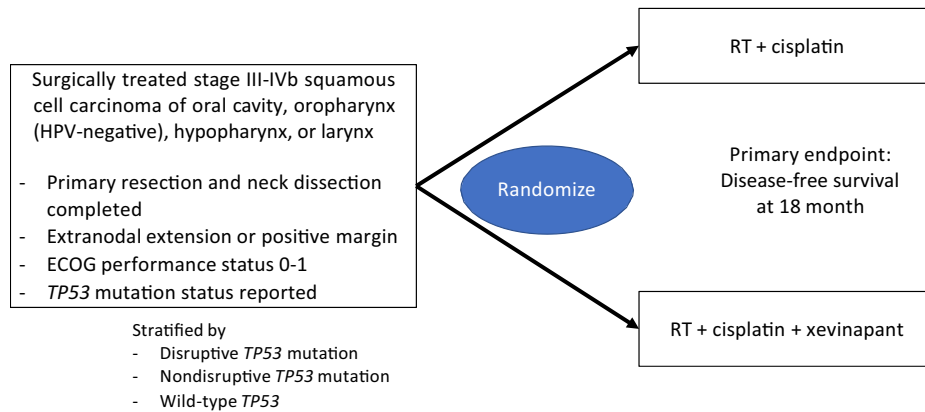 Surgically treated stage III-IVb squamous
cell carcinoma of oral cavity, oropharynx
(HPV-negative), hypopharynx, or larynx
- Primary resection and neck dissection
completed
- Extranodal extension or positive margin
- ECOG performance status 0-1
- TP53 mutation status reported
Stratified by
- Disruptive TP53 mutation
- Nondisruptive TP53 mutation
- Wild-type TP53
Randomize
RT + cisplatin
Primary endpoint:
Disease-free survival
at 18 month
RT + cisplatin + xevinapant